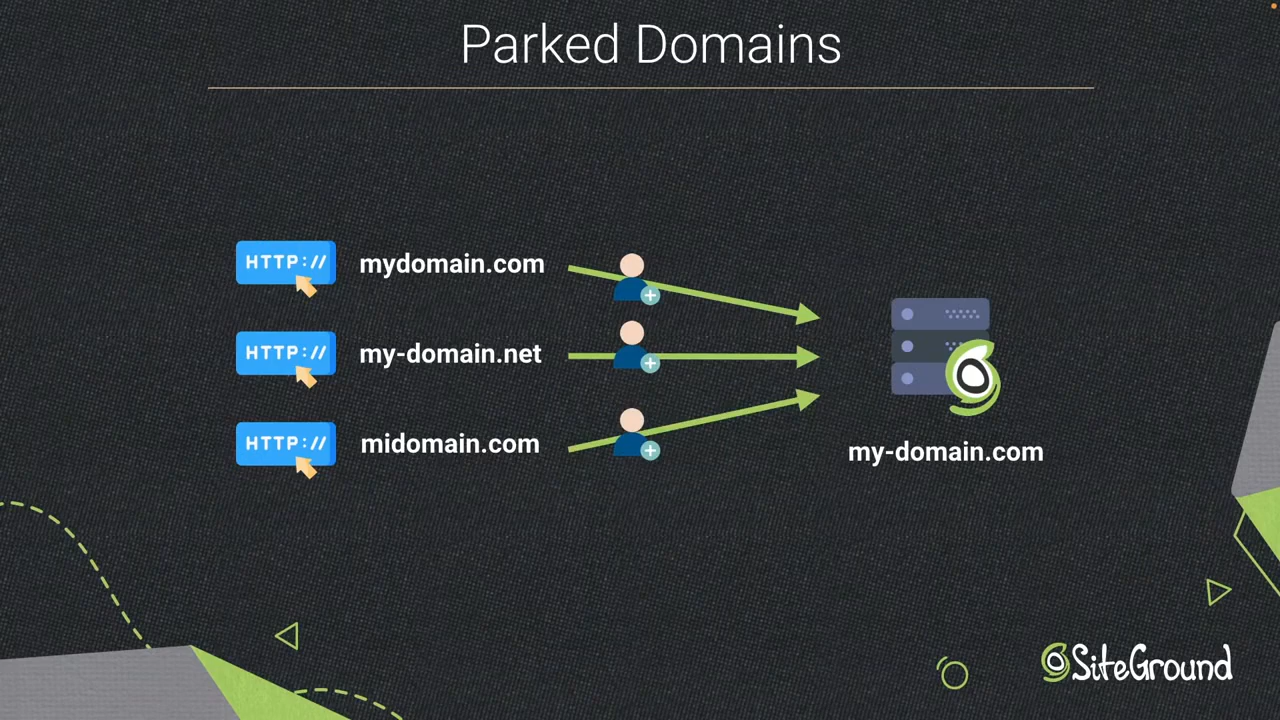 Parked Domains
HTTP:// mydomain.com
HTTP:// my-domain.net
HTTP:// midomain.com
my-domain.com
SiteGround